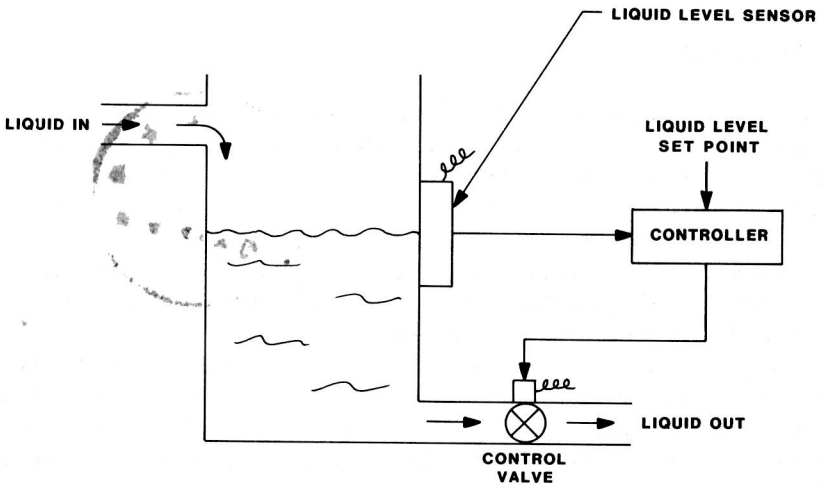 LIQUID LEVEL SENSOR
LIQUID IN
LIQUID LEVEL
SET POINT
CONTROLLER
LIQUID OUT
CONTROL
VALVE